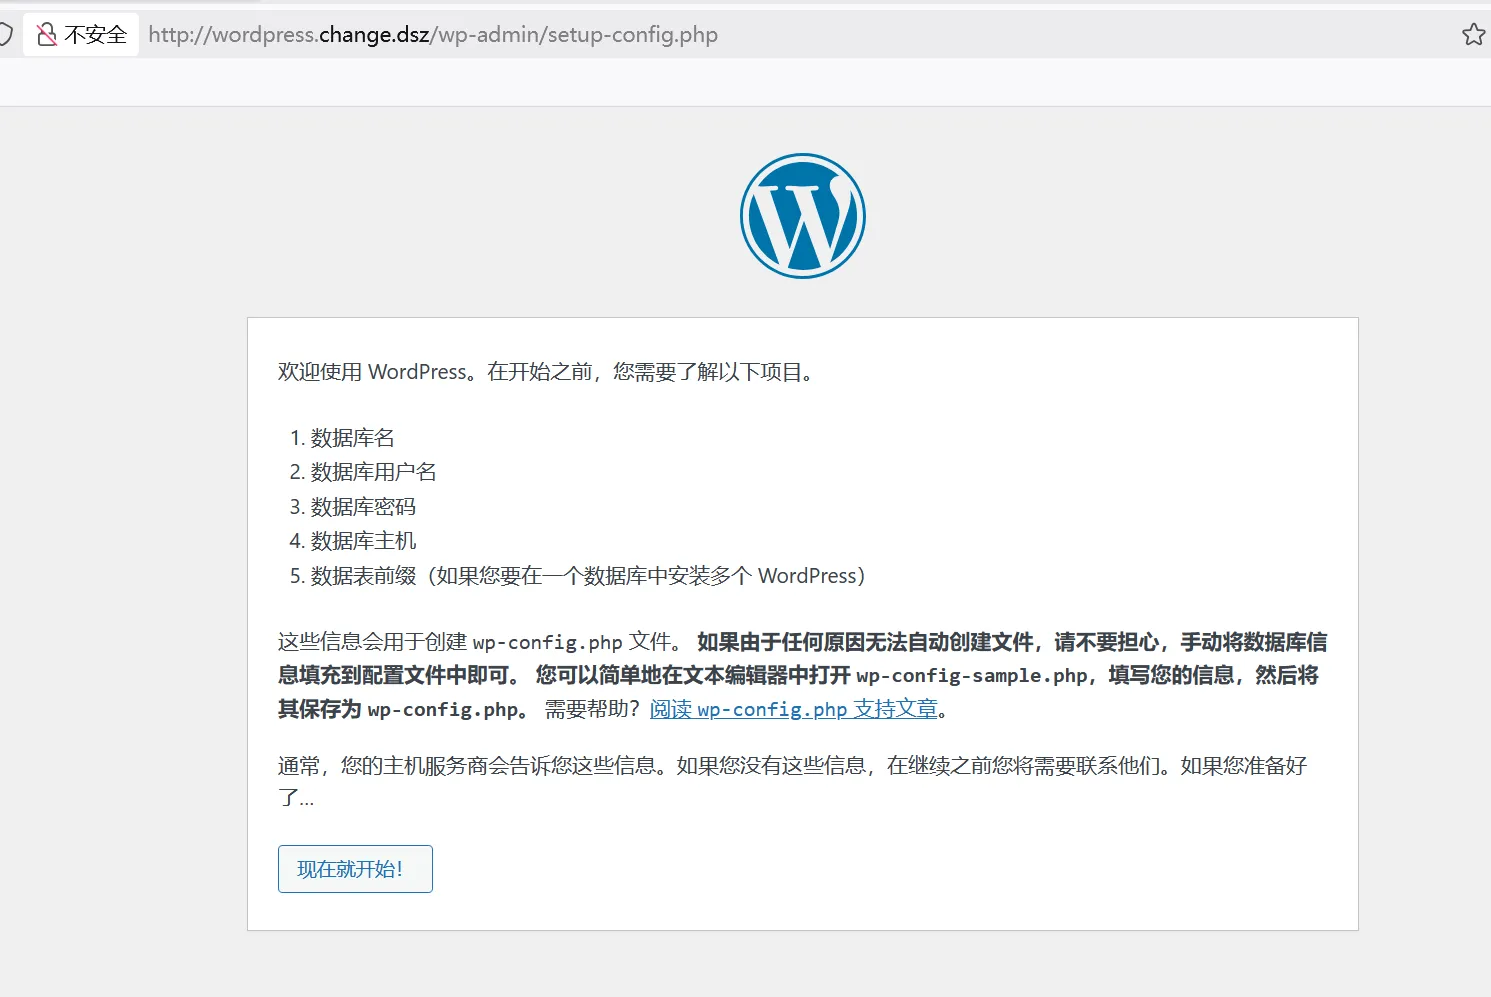 不安全 http://wordpress.change.dsz/wp-admin/setup-config.php
欢迎使用 WordPress。在开始之前，您需要了解以下项目。
1. 数据库名
2. 数据库用户名
3. 数据库密码
4. 数据库主机
5. 数据表前缀（如果您要在一个数据库中安装多个 WordPress）
这些信息会用于创建 wp-config.php 文件。 如果由于任何原因无法自动创建文件，请不要担心，手动将数据库信
息填充到配置文件中即可。 您可以简单地在文本编辑器中打开 wp-config-sample.php，填写您的信息，然后将
其保存为 wp-config.php。 需要帮助？阅读 wp-config.php 支持文章。
通常，您的主机服务商会告诉您这些信息。如果您没有这些信息，在继续之前您将需要联系他们。如果您准备好
了...
现在就开始！